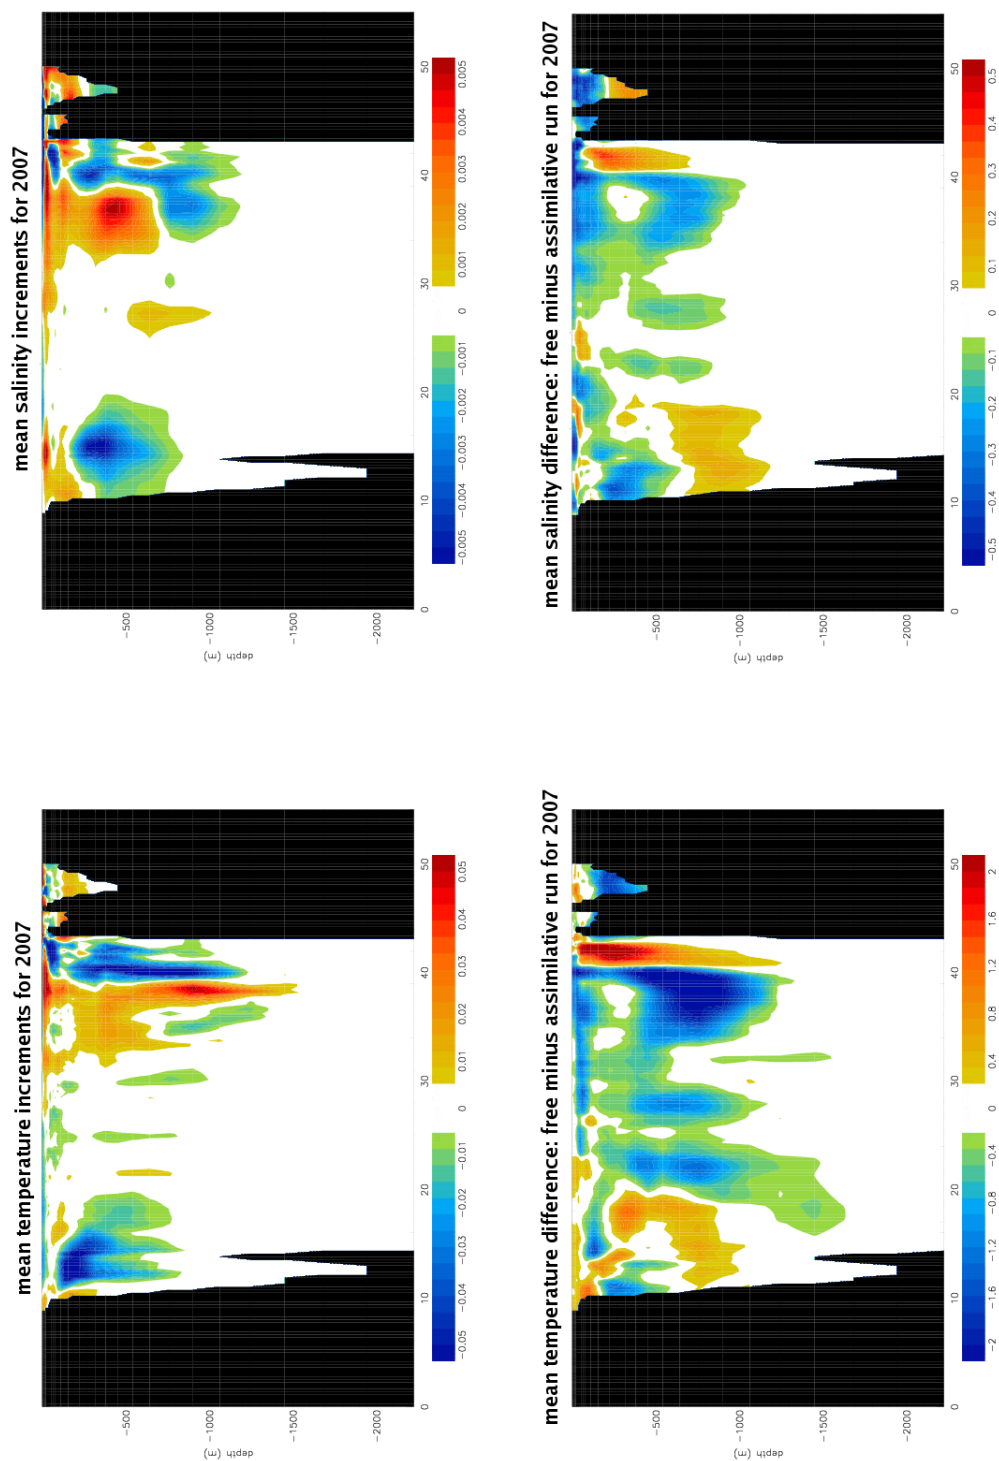 mean temperature increments for 2007
−500
−1000
−1500
−2000
depth (m)
0 10 20 30 40 50
−0.05 −0.04 −0.03 −0.02 −0.01 0 0.01 0.02 0.03 0.04 0.05
mean salinity increments for 2007
−500
−1000
−1500
−2000
depth (m)
0 10 20 30 40 50
−0.005 −0.004 −0.003 −0.002 −0.001 0 0.001 0.002 0.003 0.004 0.005
mean temperature difference: free minus assimilative run for 2007
−500
−1000
−1500
−2000
depth (m)
0 10 20 30 40 50
−2 −1.6 −1.2 −0.8 −0.4 0 0.4 0.8 1.2 1.6 2
mean salinity difference: free minus assimilative run for 2007
−500
−1000
−1500
−2000
depth (m)
0 10 20 30 40 50
−0.5 −0.4 −0.3 −0.2 −0.1 0 0.1 0.2 0.3 0.4 0.5